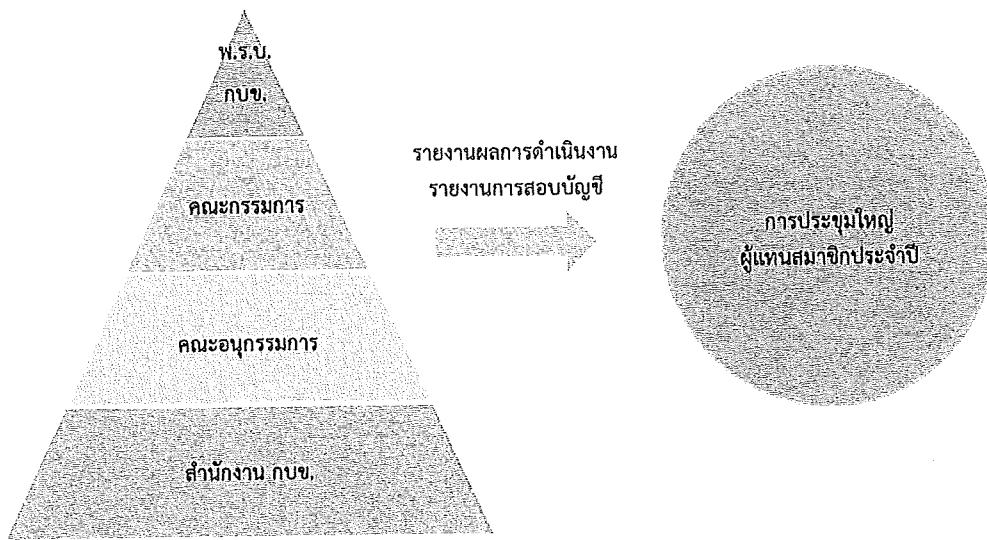 พ.ร.บ.
กบข.
คณะกรรมการ
คณะอนุกรรมการ
สำนักงาน กบข.
รายงานผลการดำเนินงาน
รายงานการสอบบัญชี
การประชุมใหญ่
ผู้แทนสมาชิกประจำปี